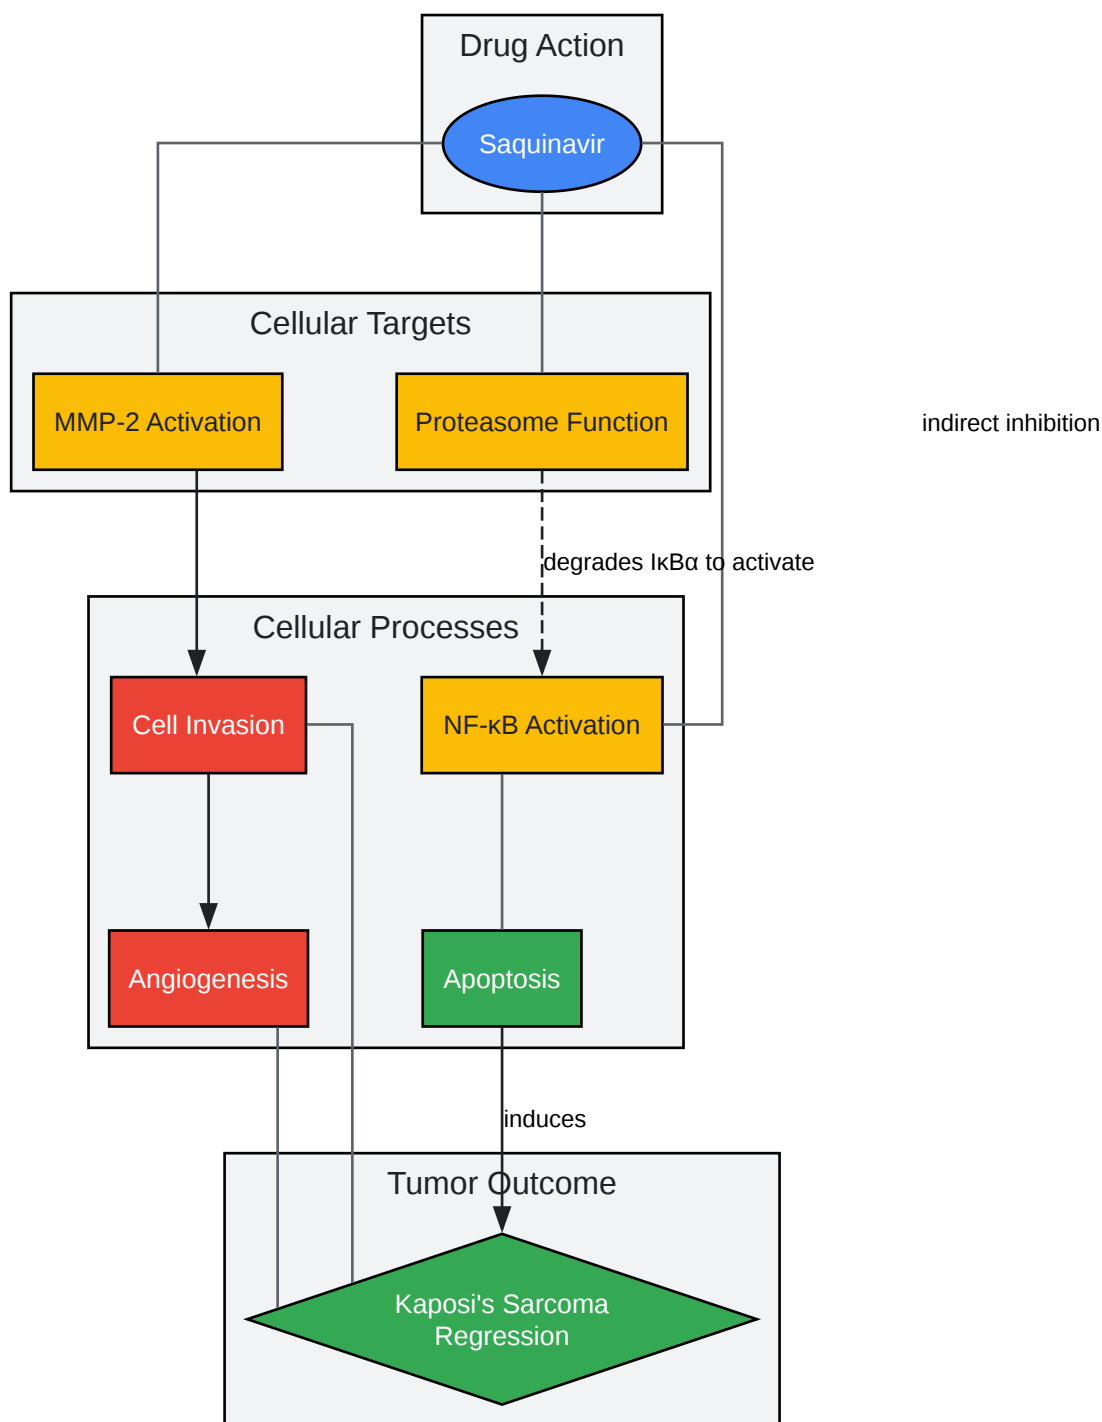 Drug Action
Saquinavir
Cellular Targets
MMP-2 Activation
Proteasome Function
indirect inhibition
degrades IκBα to activate
Cellular Processes
Cell Invasion
NF-κB Activation
Angiogenesis
Apoptosis
induces
Tumor Outcome
Kaposi's Sarcoma
Regression